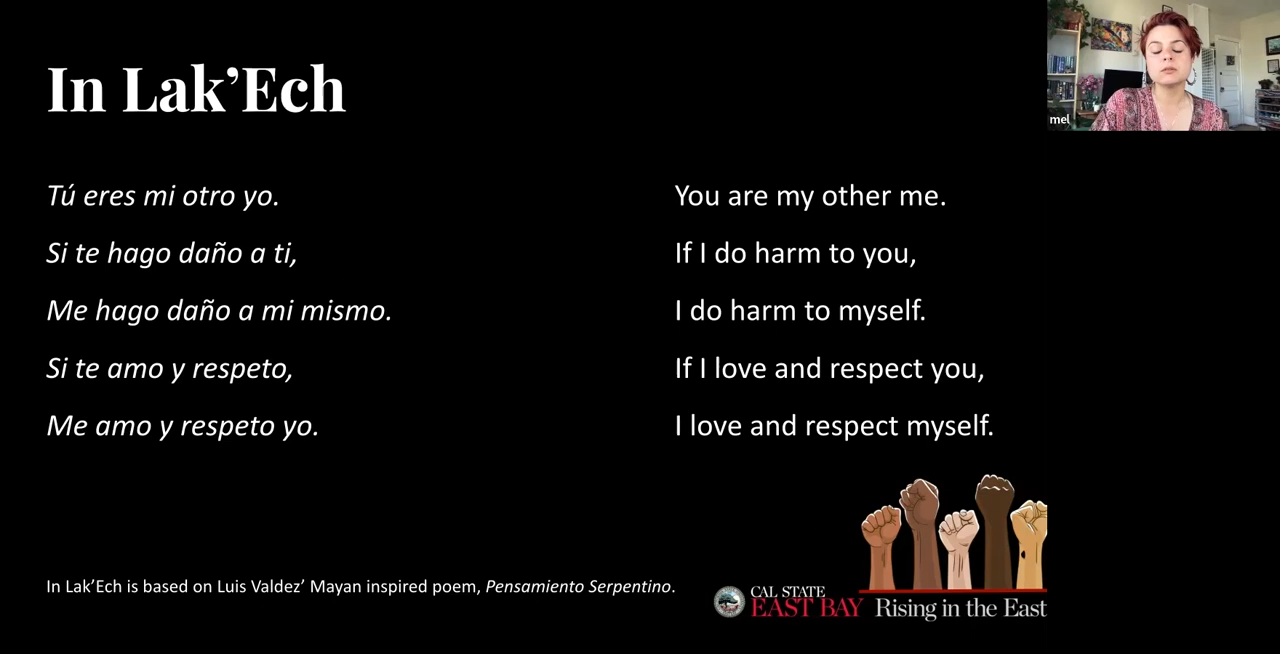 In Lak’Ech
mel
Tú eres mi otro yo.
Si te hago daño a ti,
Me hago daño a mi mismo.
Si te amo y respeto,
Me amo y respeto yo.
You are my other me.
If I do harm to you,
I do harm to myself.
If I love and respect you,
I love and respect myself.
In Lak’Ech is based on Luis Valdez’ Mayan inspired poem, Pensamiento Serpentino.
CAL STATE
EAST BAY
Rising in the East